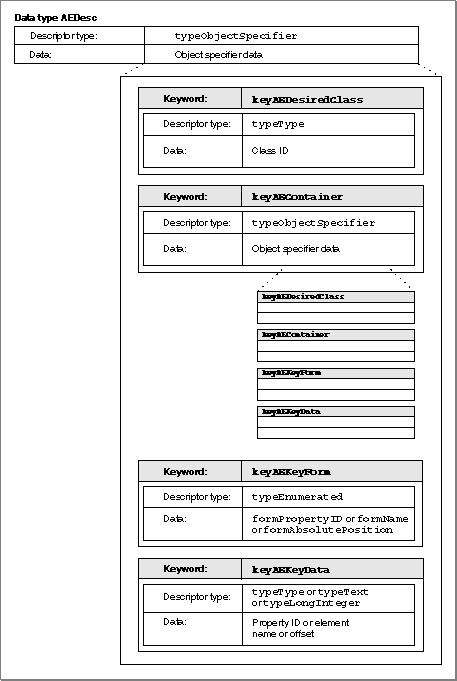 Data type AEDesc
Descriptor type: typeObjectSpecifier
Data: Object specifier data
Keyword: keyAEDesiredClass
Descriptor type: typeType
Data: Class ID
Keyword: keyAEContainer
Descriptor type: typeObjectSpecifier
Data: Object specifier data
keyAEDesiredClass
keyAEContainer
keyAEKeyForm
keyAEKeyData
Keyword: keyAEKeyForm
Descriptor type: typeEnumerated
Data: formPropertyID or formName
or formAbsolutePosition
Keyword: keyAEKeyData
Descriptor type: typeType or typeText
or typeLongInteger
Data: Property ID or element
name or offset